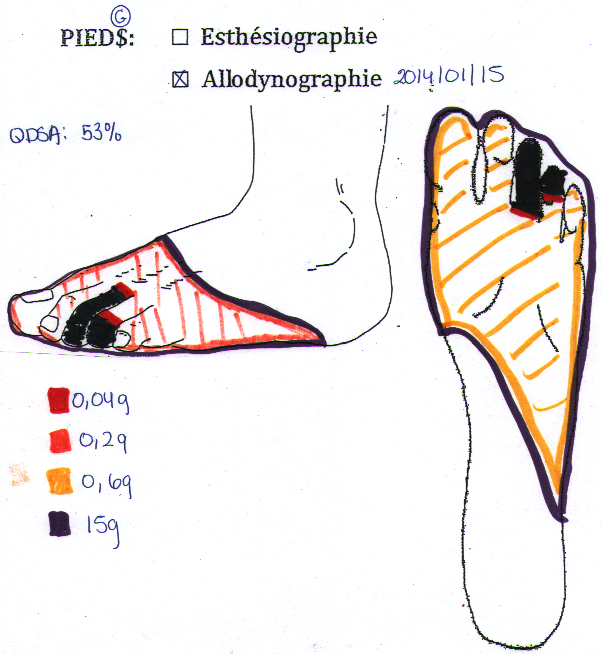 G
PIEDS: ☐ Esthésiographie
☒ Allodynographie 2014/01/15
QDSA: 53%
0,04g
0,2g
0,6g
15g